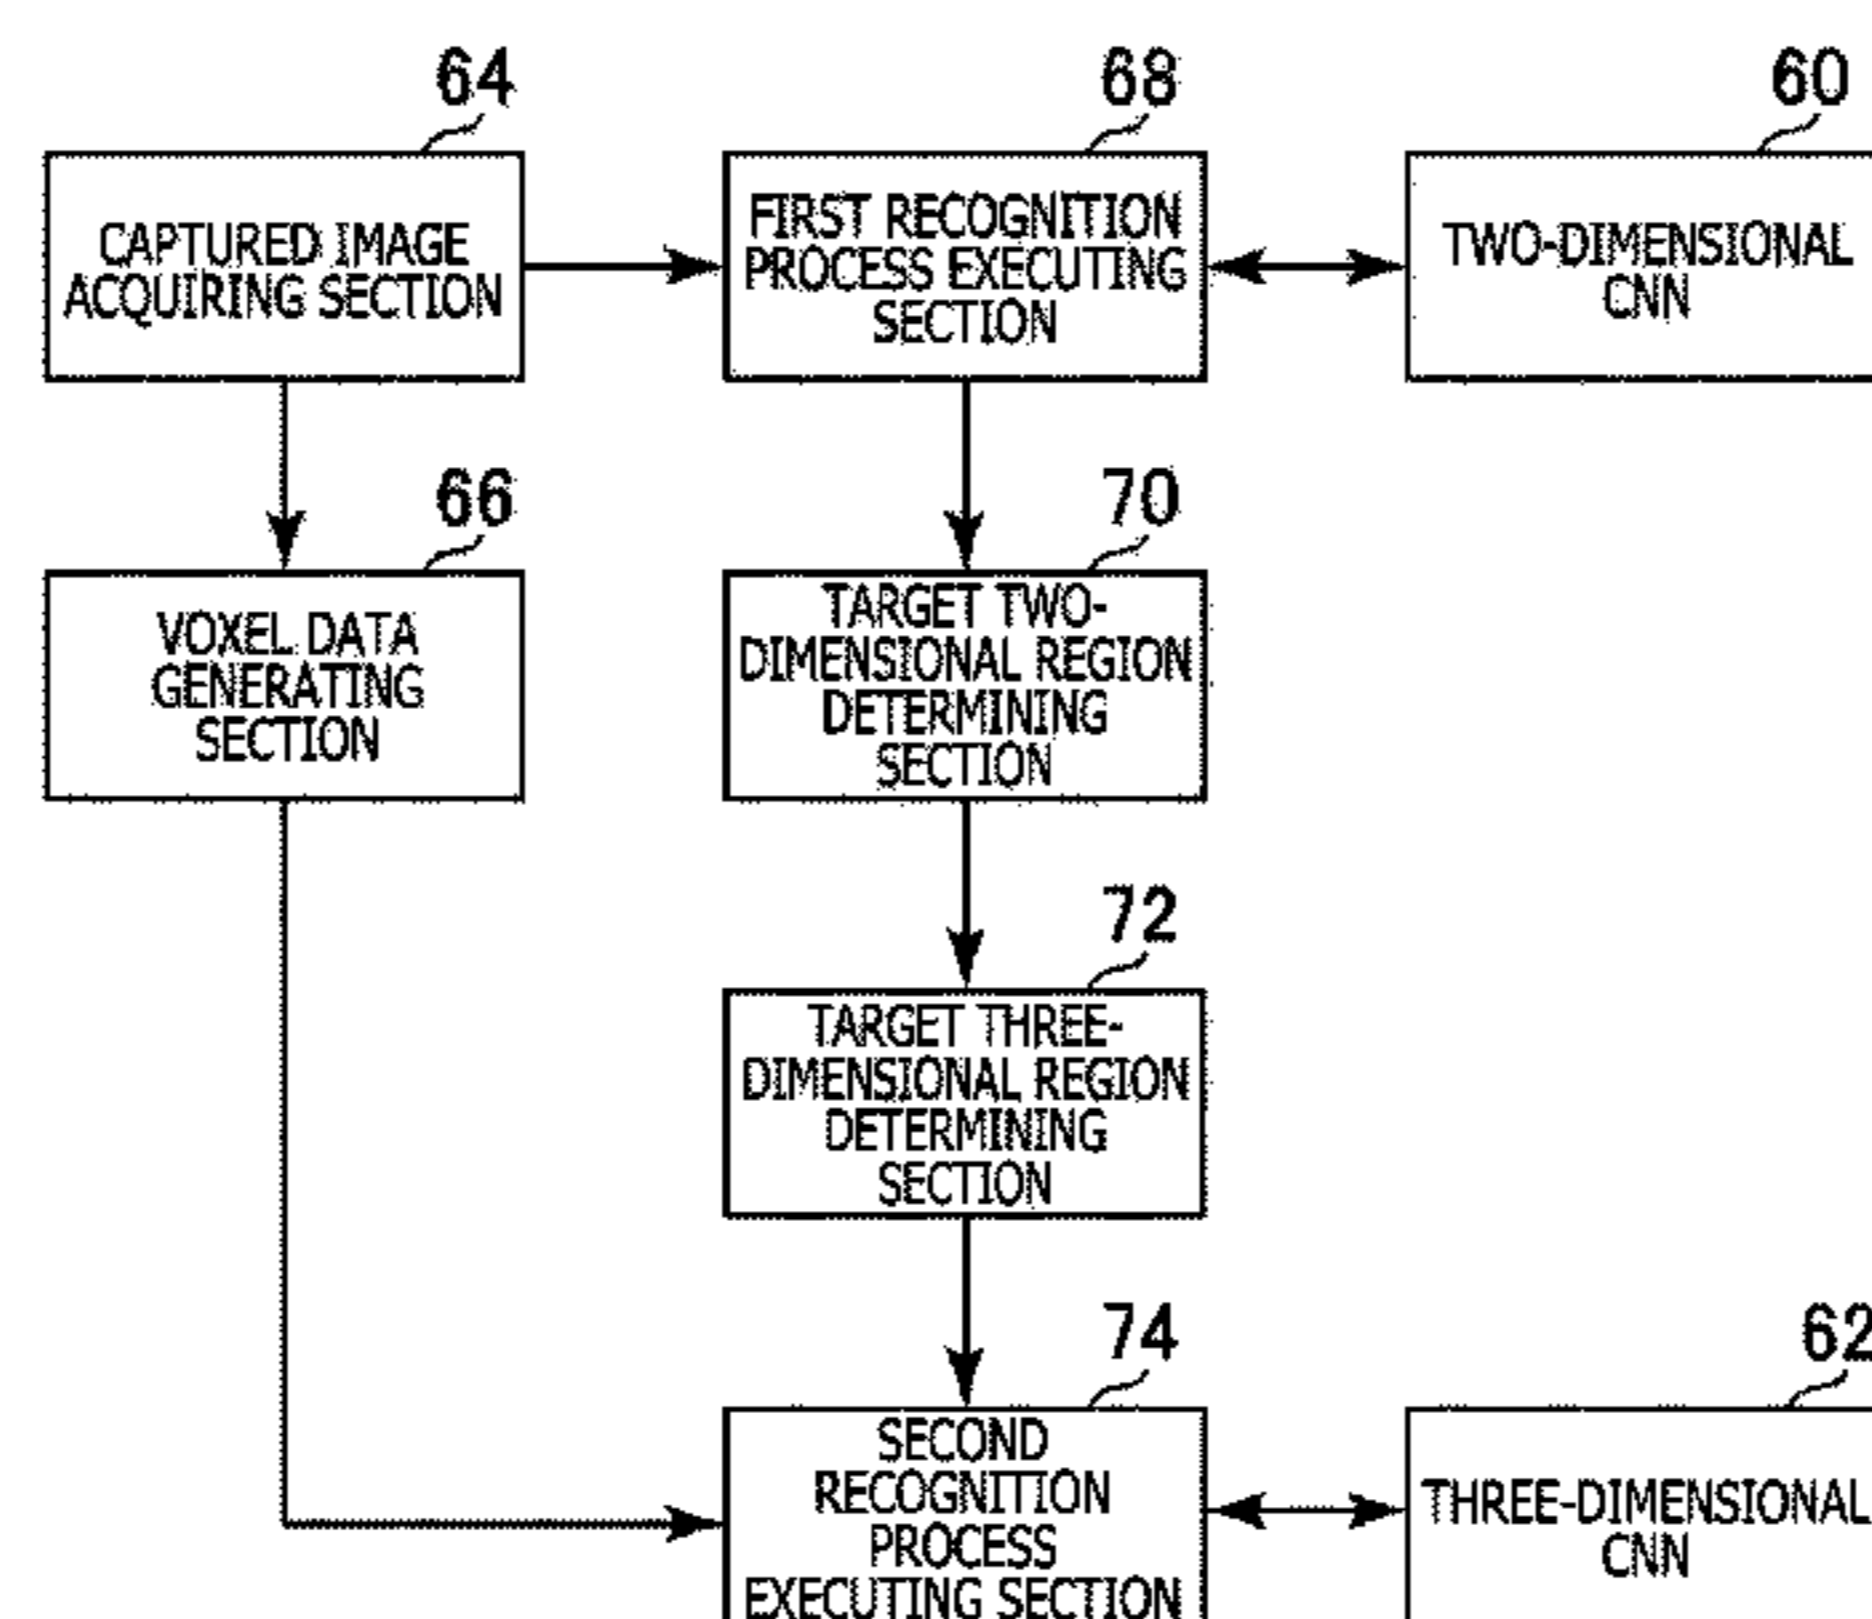 64
CAPTURED IMAGE
ACQUIRING SECTION
68
FIRST RECOGNITION
PROCESS EXECUTING
SECTION
60
TWO-DIMENSIONAL
CNN
66
VOXEL DATA
GENERATING
SECTION
70
TARGET TWO-
DIMENSIONAL REGION
DETERMINING
SECTION
72
TARGET THREE-
DIMENSIONAL REGION
DETERMINING
SECTION
74
SECOND
RECOGNITION
PROCESS
EXECUTING SECTION
62
THREE-DIMENSIONAL
CNN